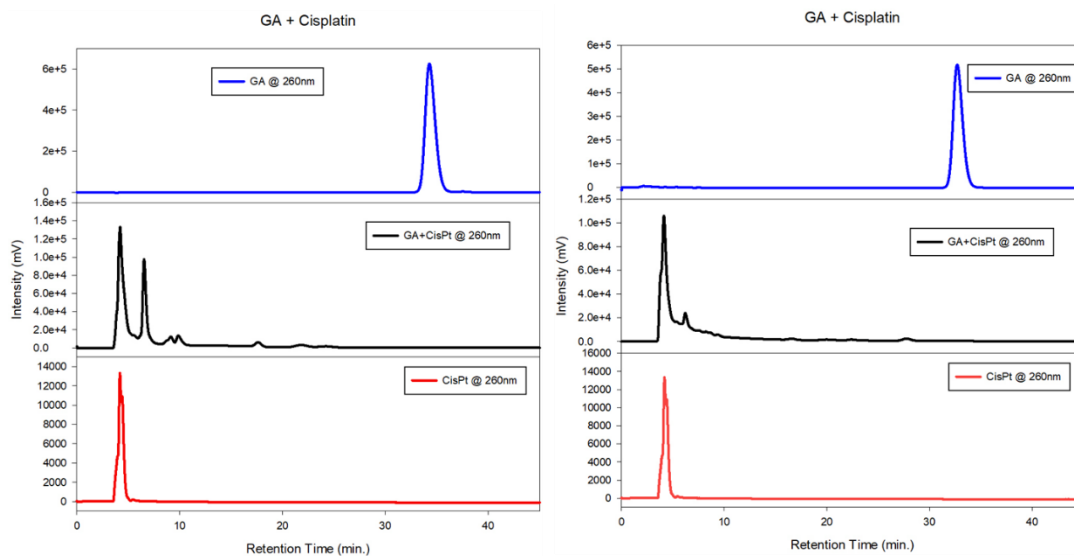 GA + Cisplatin
GA @ 260nm
6e+5
4e+5
2e+5
0
GA+CisPt @ 260nm
1.6e+5
1.4e+5
1.2e+5
1.0e+5
8.0e+4
6.0e+4
4.0e+4
2.0e+4
0.0
Intensity (mV)
CisPt @ 260nm
14000
12000
10000
8000
6000
4000
2000
0
0 10 20 30 40
Retention Time (min.)
GA + Cisplatin
GA @ 260nm
6e+5
5e+5
4e+5
3e+5
2e+5
1e+5
0
GA+CisPt @ 260nm
1.2e+5
1.0e+5
8.0e+4
6.0e+4
4.0e+4
2.0e+4
0.0
Intensity (mV)
CisPt @ 260nm
16000
14000
12000
10000
8000
6000
4000
2000
0
0 10 20 30 40
Retention Time (min.)